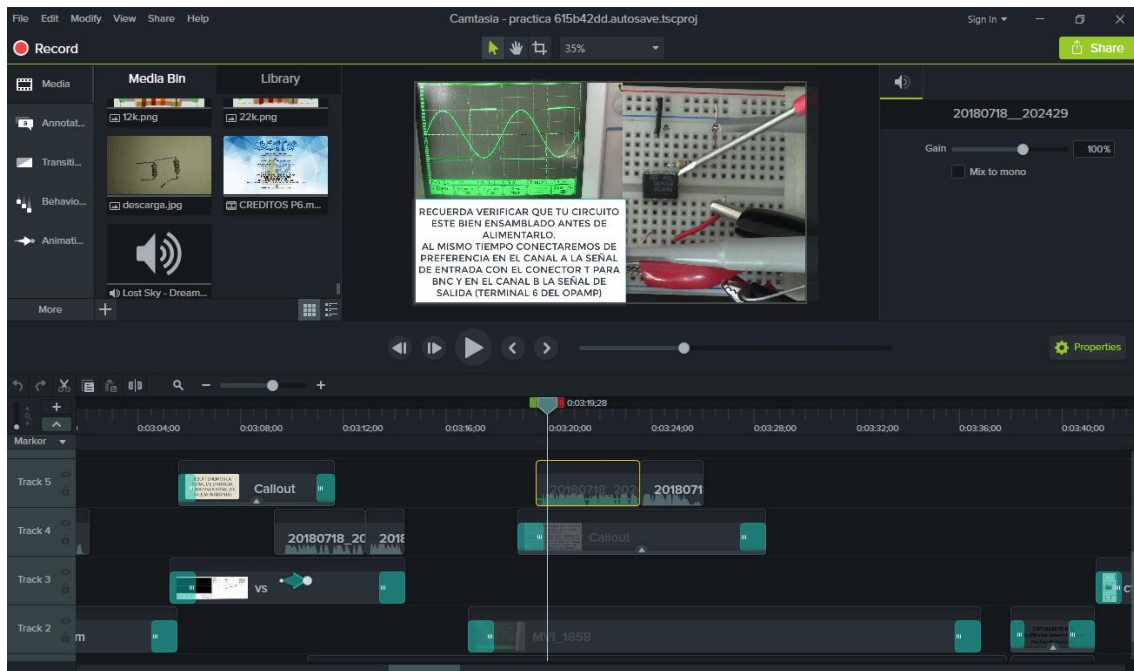 File Edit Modify View Share Help
Camtasia - practica 615b42dd.autosave.tscproj
Sign In
Record
35%
Share
Media
Annotat...
Transiti...
Behavio...
Animati...
More
Media Bin
Library
12k.png
22k.png
descarga.jpg
CREDITOS P6.m...
Lost Sky - Dream...
RECUERDA VERIFICAR QUE TU CIRCUITO
ESTE BIEN ENSAMBLADO ANTES DE
ALIMENTARLO.
AL MISMO TIEMPO CONECTAREMOS DE
PREFERENCIA EN EL CANAL A LA SEÑAL
DE ENTRADA CON EL CONECTOR T PARA
BNC Y EN EL CANAL B LA SEÑAL DE
SALIDA (TERMINAL 6 DEL OPAMP)
20180718__202429
Gain
100%
Mix to mono
Properties
0:03:19;28
0:03:04;00 0:03:08;00 0:03:12;00 0:03:16;00 0:03:20;00 0:03:24;00 0:03:28;00 0:03:32;00 0:03:36;00 0:03:40;00
Marker
Track 5
Callout
20180718_202
2018071
Track 4
20180718_20
2018
Callout
Track 3
vs
c
Track 2
m
MVI_1858